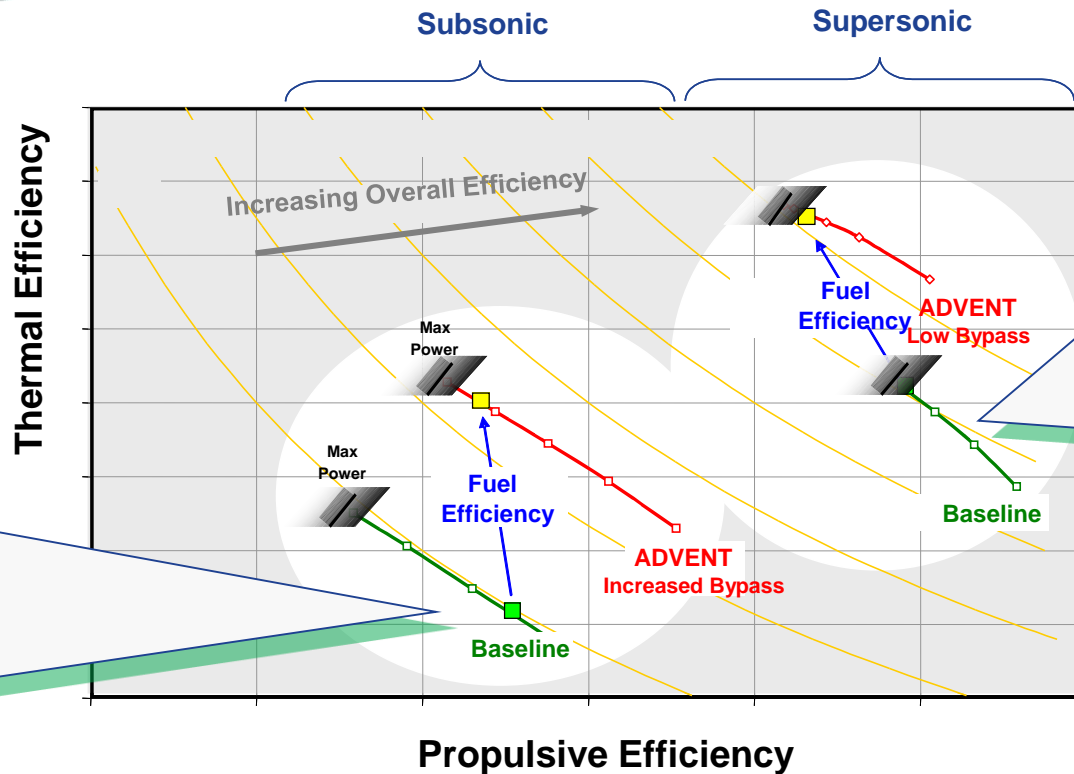 Subsonic
Supersonic
Thermal Efficiency
Increasing Overall Efficiency
Fuel
Efficiency
ADVENT
Low Bypass
Max
Power
Max
Power
Fuel
Efficiency
Baseline
ADVENT
Increased Bypass
Baseline
Propulsive Efficiency